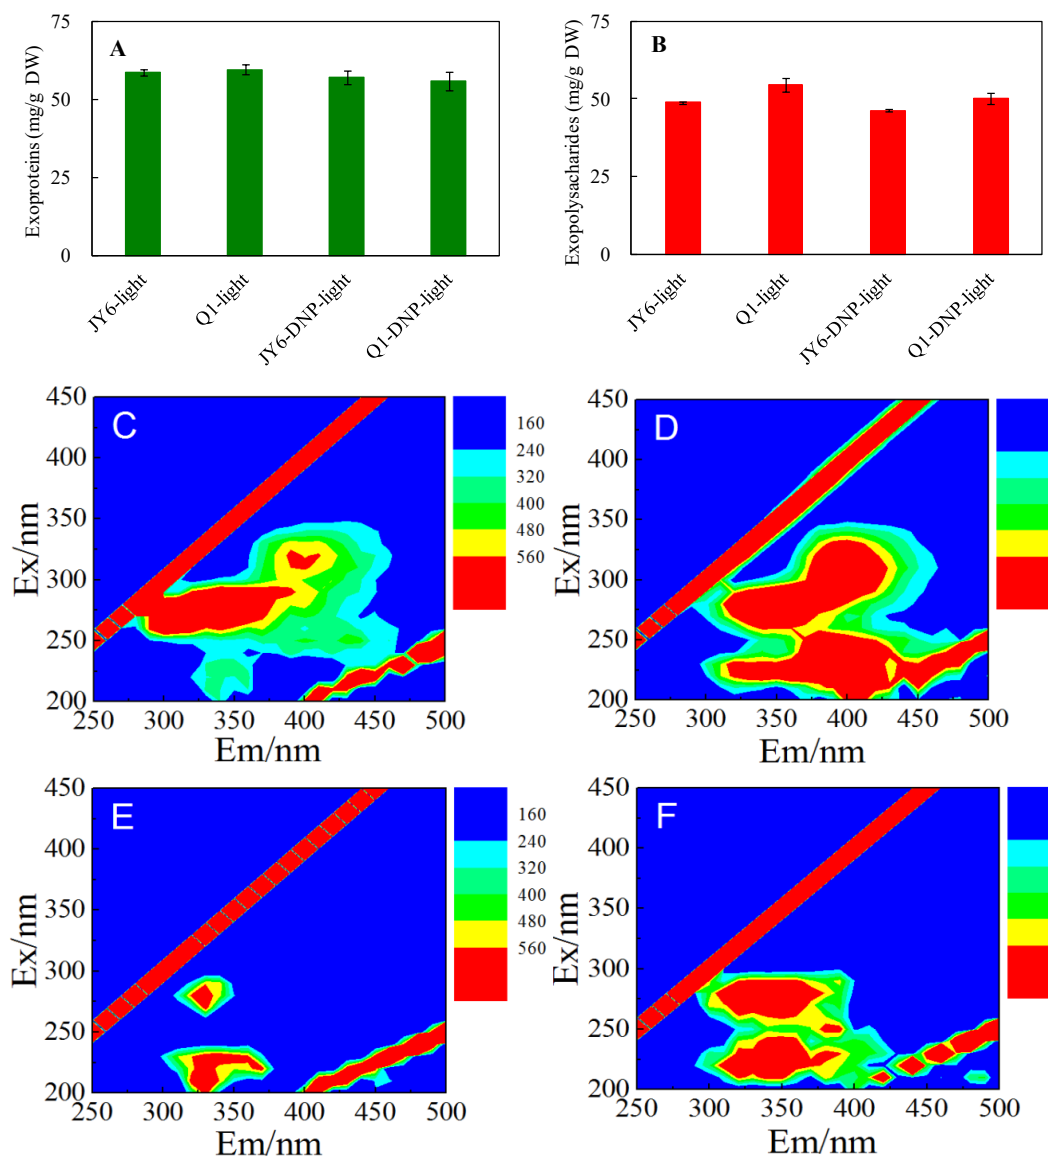 A
Exoproteins (mg/g DW)
75
50
25
0
JY6-light
Q1-light
JY6-DNP-light
Q1-DNP-light
B
Exopolysacharides (mg/g DW)
75
50
25
0
JY6-light
Q1-light
JY6-DNP-light
Q1-DNP-light
C
Ex/nm
450
400
350
300
250
200
250 300 350 400 450 500
Em/nm
160
240
320
400
480
560
D
Ex/nm
450
400
350
300
250
200
250 300 350 400 450 500
Em/nm
E
Ex/nm
450
400
350
300
250
200
250 300 350 400 450 500
Em/nm
160
240
320
400
480
560
F
Ex/nm
450
400
350
300
250
200
250 300 350 400 450 500
Em/nm